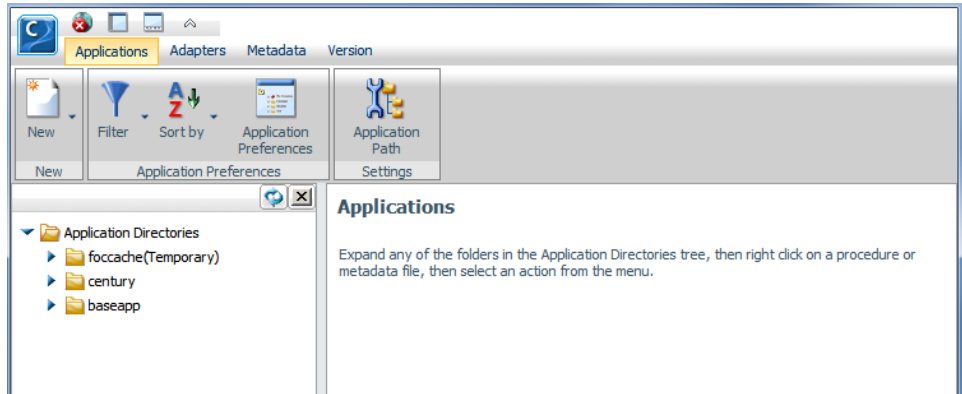 C
Applications Adapters Metadata Version
New Filter A Z Sort by Application Preferences Application Path
New Application Preferences Settings
Applications
Application Directories
foccache(Temporary)
century
baseapp
Expand any of the folders in the Application Directories tree, then right click on a procedure or
metadata file, then select an action from the menu.